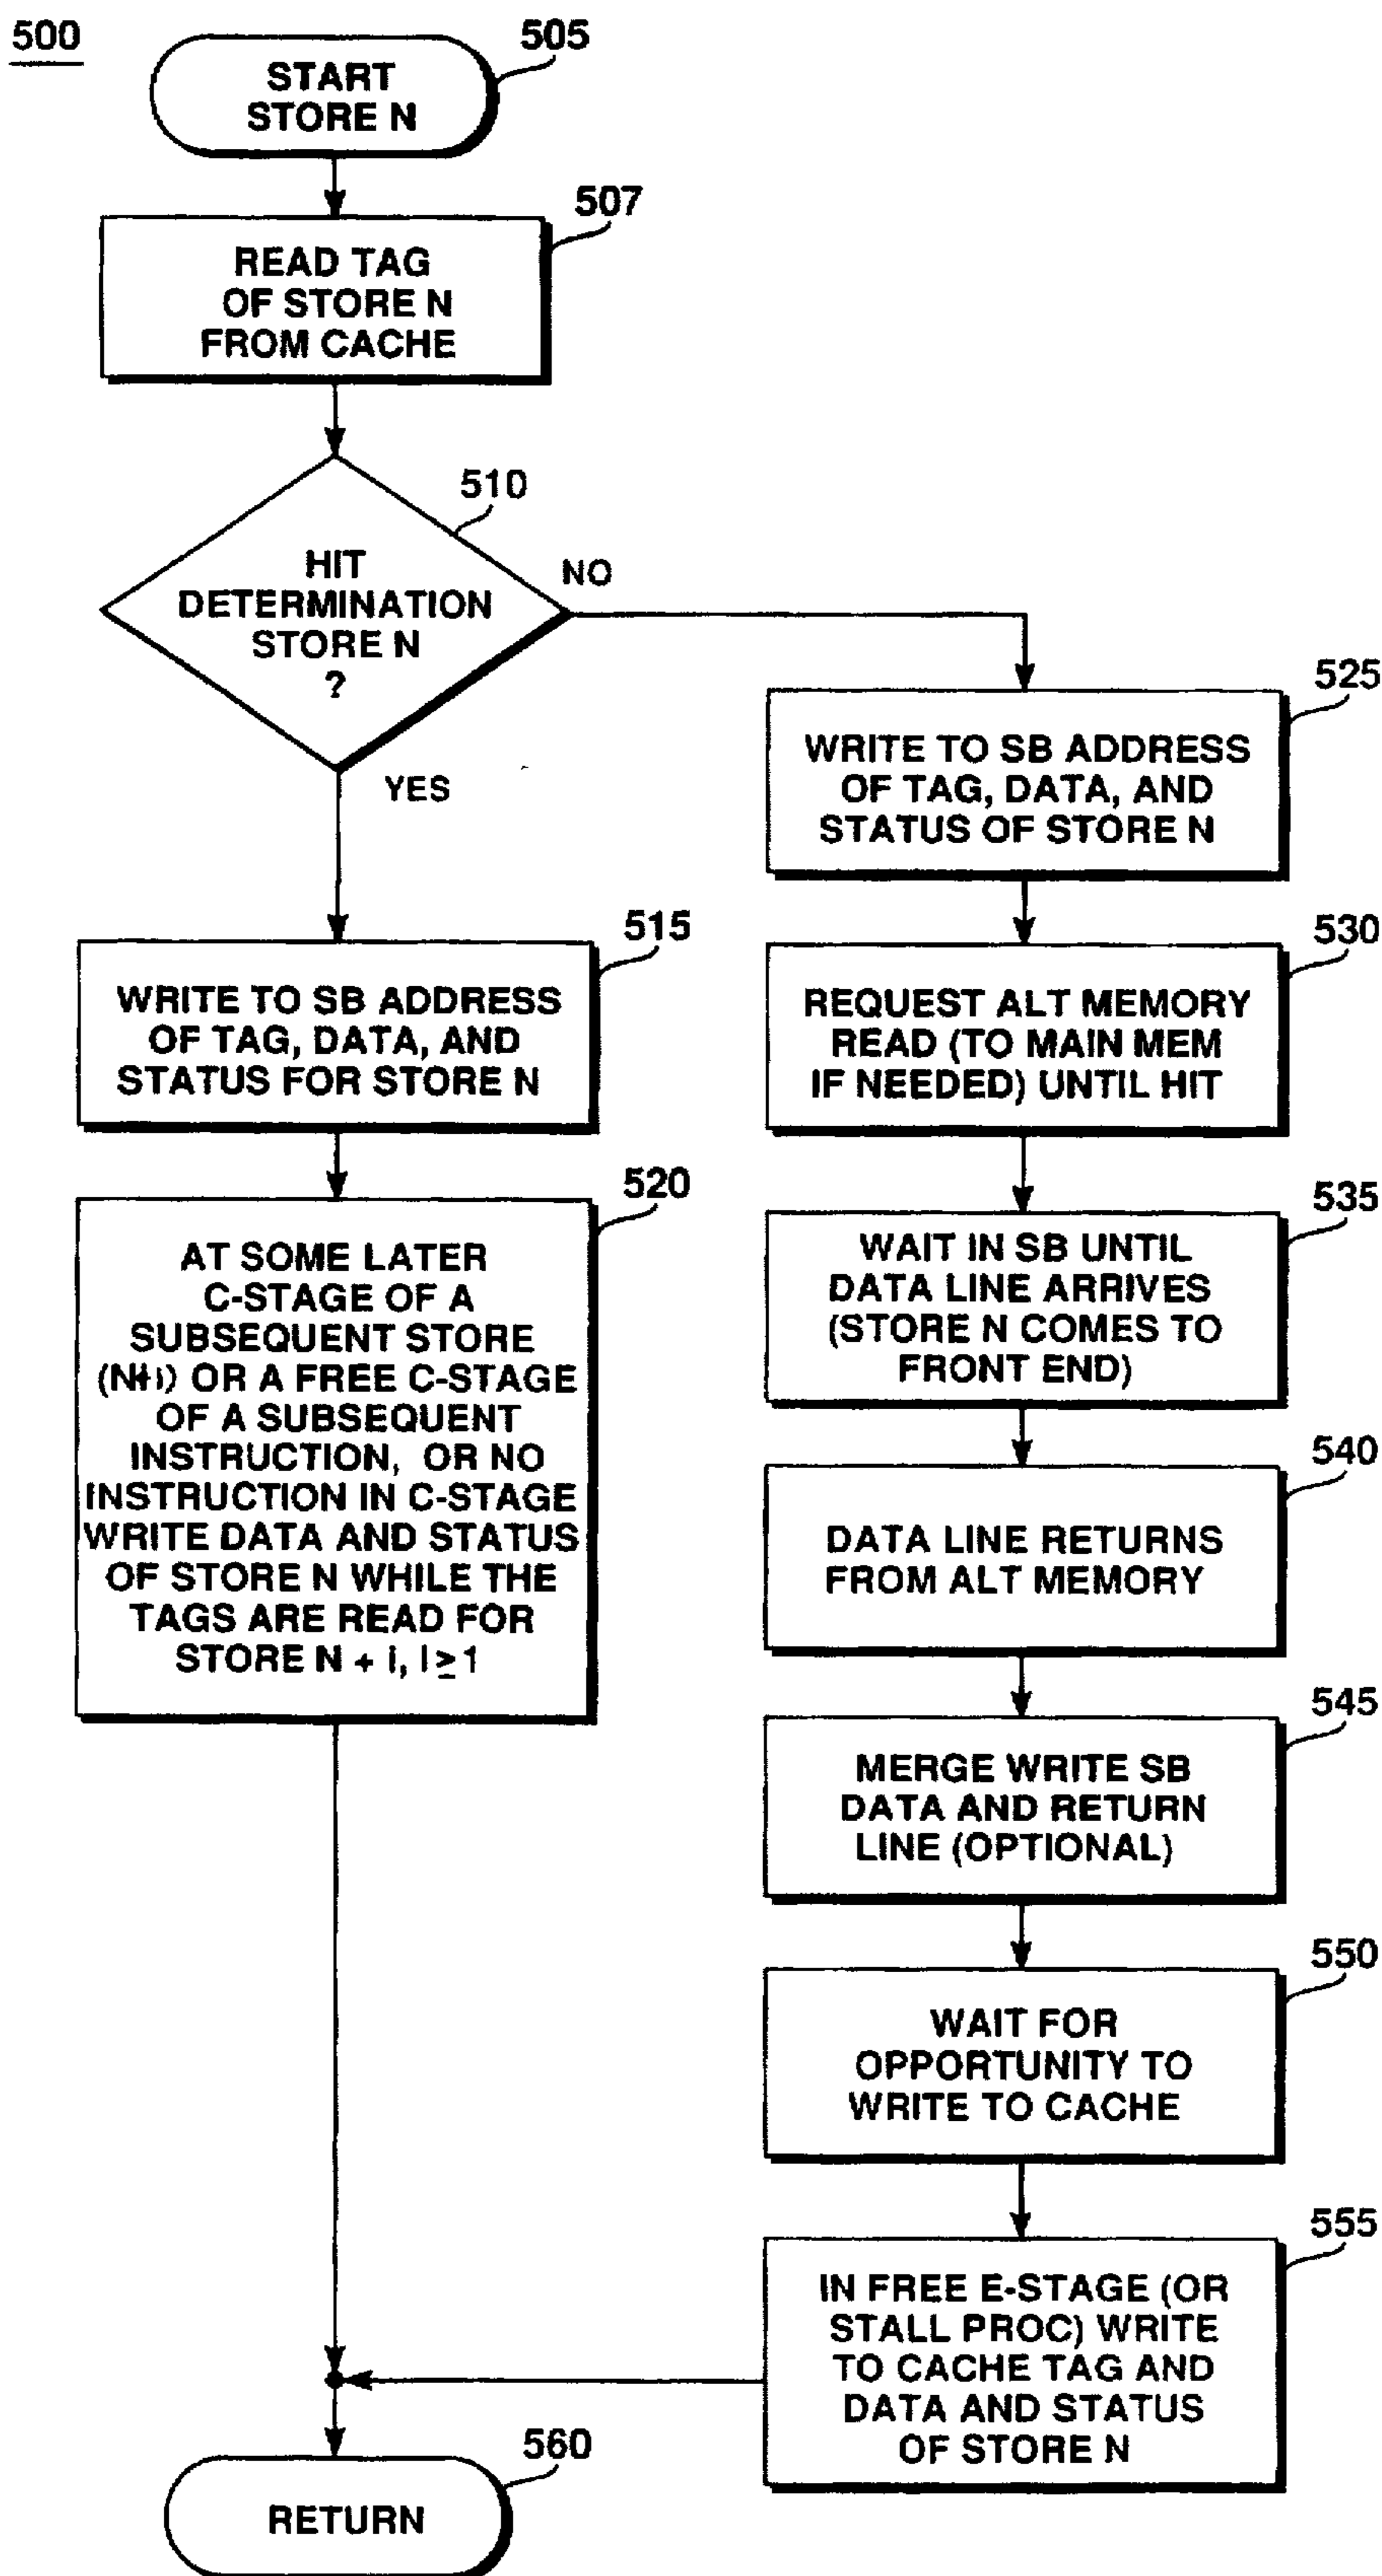 500
505
START
STORE N
507
READ TAG
OF STORE N
FROM CACHE
510
HIT
DETERMINATION
STORE N
?
NO
YES
515
WRITE TO SB ADDRESS
OF TAG, DATA, AND
STATUS FOR STORE N
520
AT SOME LATER
C-STAGE OF A
SUBSEQUENT STORE
(N+i) OR A FREE C-STAGE
OF A SUBSEQUENT
INSTRUCTION, OR NO
INSTRUCTION IN C-STAGE
WRITE DATA AND STATUS
OF STORE N WHILE THE
TAGS ARE READ FOR
STORE N + i, I ≥ 1
525
WRITE TO SB ADDRESS
OF TAG, DATA, AND
STATUS OF STORE N
530
REQUEST ALT MEMORY
READ (TO MAIN MEM
IF NEEDED) UNTIL HIT
535
WAIT IN SB UNTIL
DATA LINE ARRIVES
(STORE N COMES TO
FRONT END)
540
DATA LINE RETURNS
FROM ALT MEMORY
545
MERGE WRITE SB
DATA AND RETURN
LINE (OPTIONAL)
550
WAIT FOR
OPPORTUNITY TO
WRITE TO CACHE
555
IN FREE E-STAGE (OR
STALL PROC) WRITE
TO CACHE TAG AND
DATA AND STATUS
OF STORE N
560
RETURN